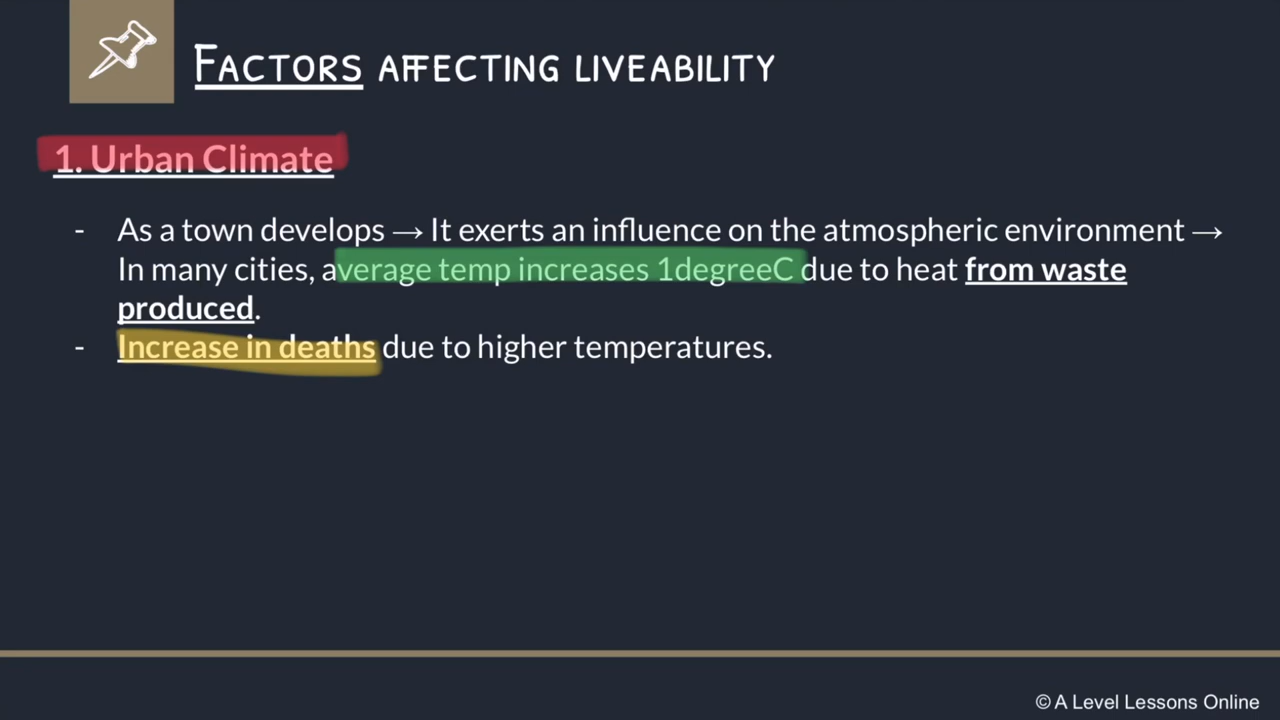 Factors affecting liveability
1. Urban Climate
- As a town develops → It exerts an influence on the atmospheric environment →
In many cities, average temp increases 1degreeC due to heat from waste
produced.
- Increase in deaths due to higher temperatures.
© A Level Lessons Online